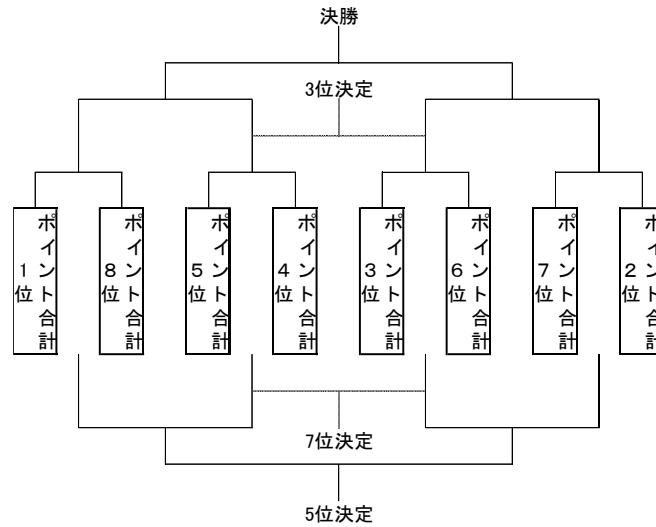 決勝
3位決定
ポイント合計
1位
ポイント合計
8位
ポイント合計
5位
ポイント合計
4位
ポイント合計
3位
ポイント合計
6位
ポイント合計
7位
ポイント合計
2位
7位決定
5位決定